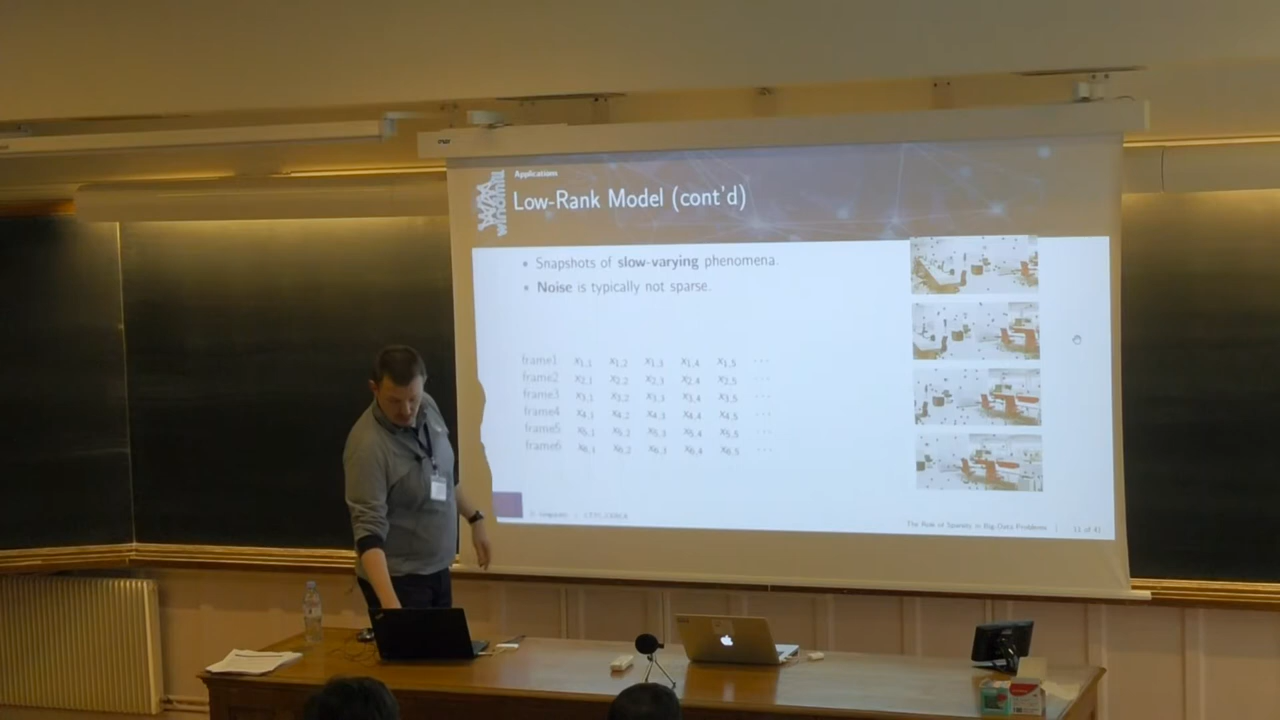 Applications
Low-Rank Model (cont'd)
• Snapshots of slow-varying phenomena.
• Noise is typically not sparse.
frame1 x1,1 x1,2 x1,3 x1,4 x1,5 ···
frame2 x2,1 x2,2 x2,3 x2,4 x2,5
frame3 x3,1 x3,2 x3,3 x3,4 x3,5 ···
frame4 x4,1 x4,2 x4,3 x4,4 x4,5 ···
frame5 x5,1 x5,2 x5,3 x5,4 x5,5 ···
frame6 x6,1 x6,2 x6,3 x6,4 x6,5 ···
The Role of Sparsity in Big Data Problems | 11 of 41